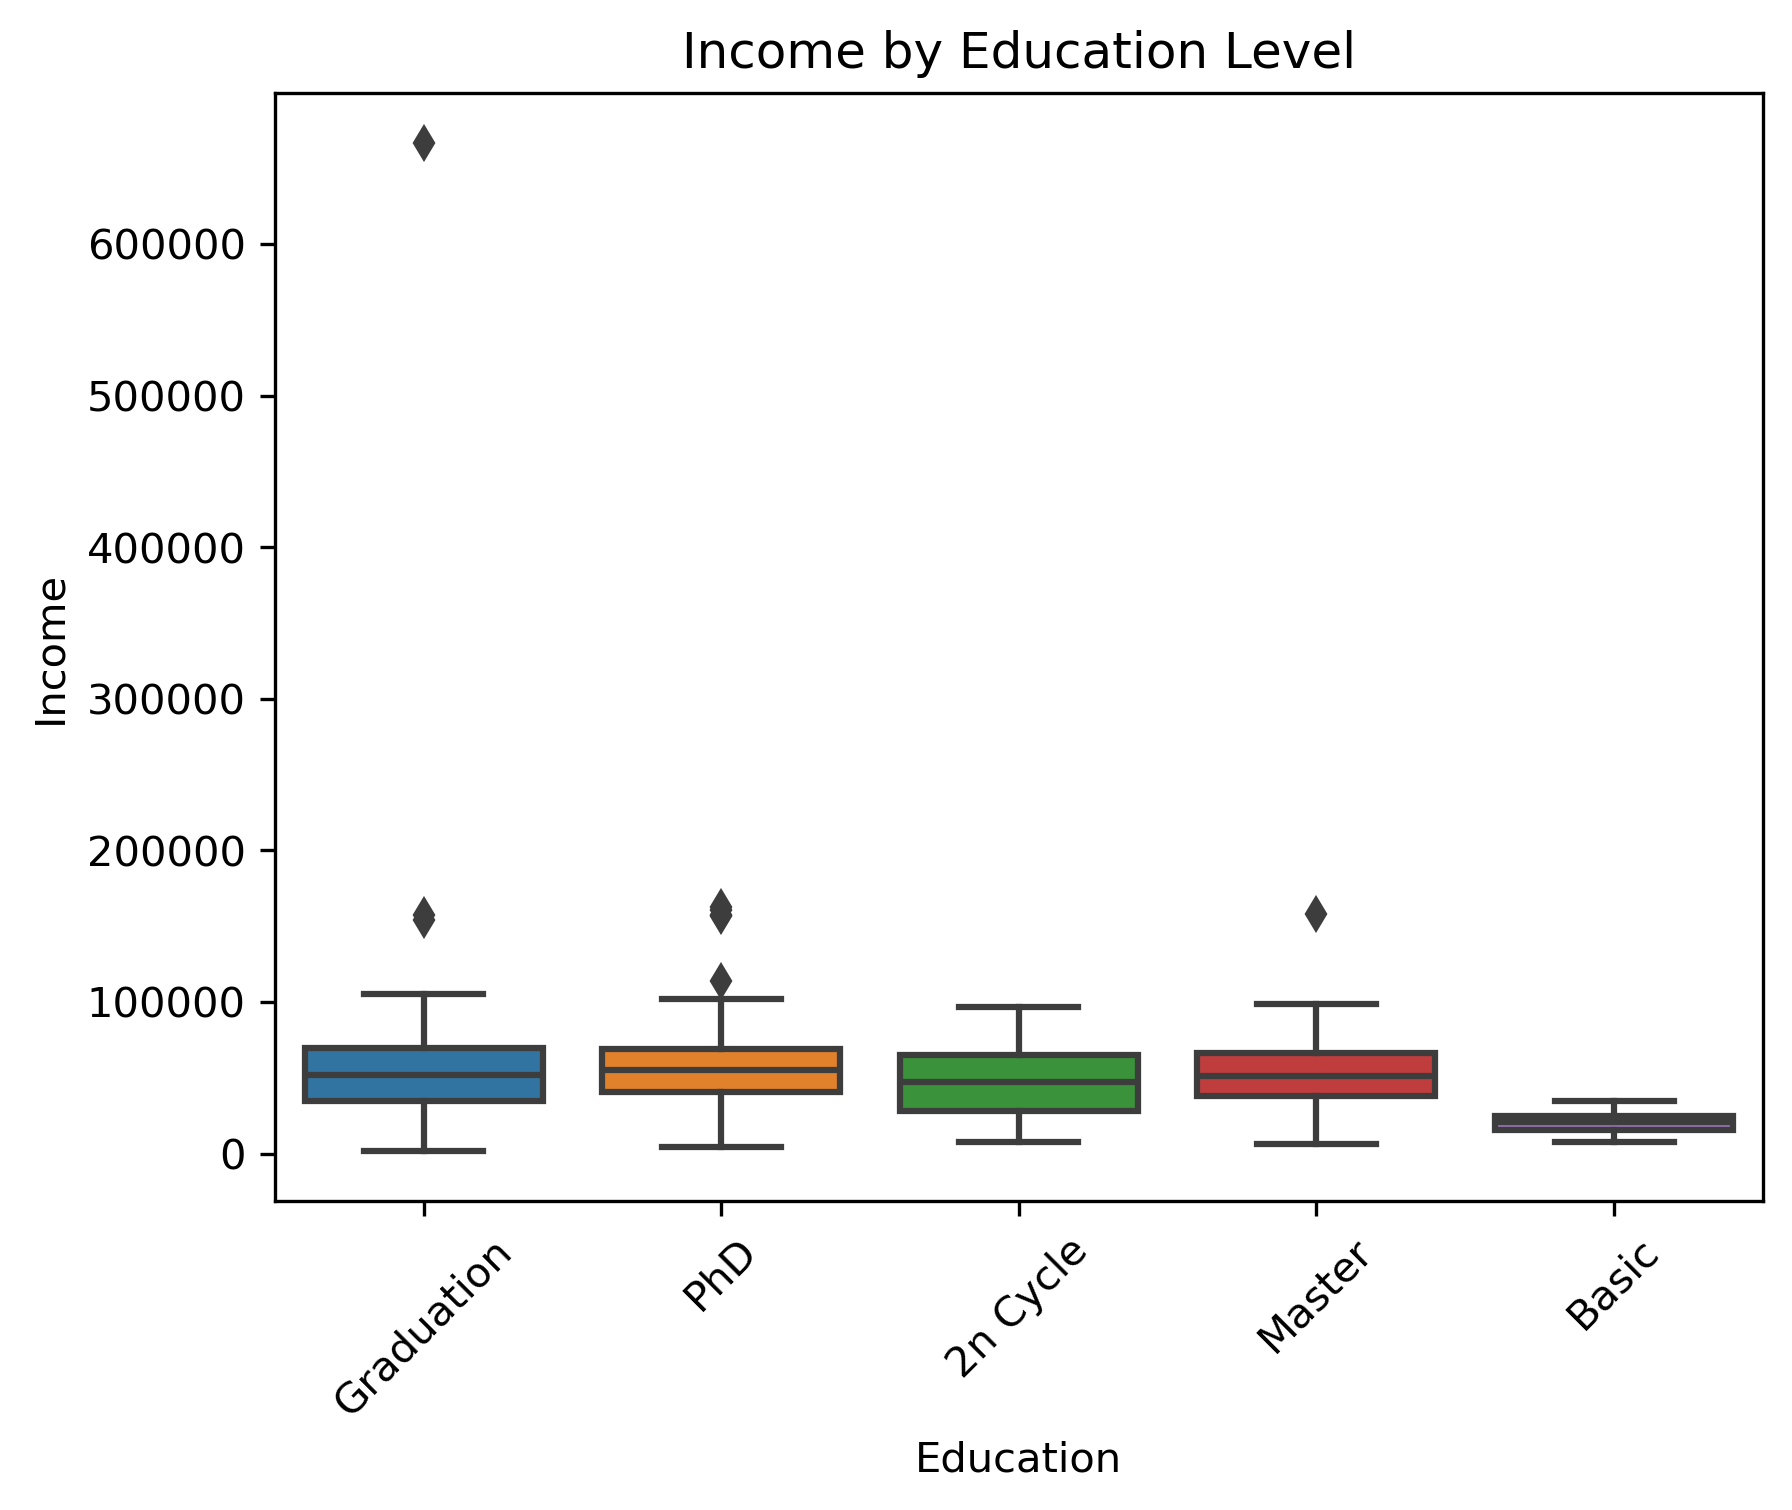 Income by Education Level
600000
500000
400000
300000
200000
100000
0
Income
Graduation
PhD
2n Cycle
Master
Basic
Education